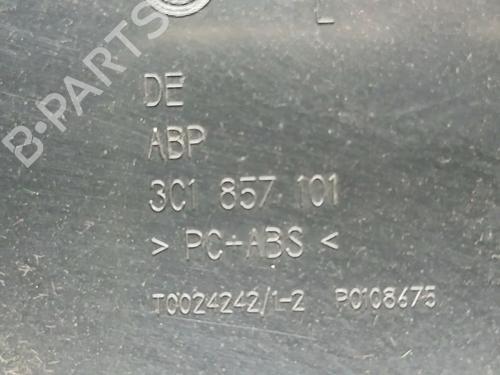 B-PARTS
L
DE
ABP
3C1 857 101
> PC-ABS <
T0024242/1-2 P0108675